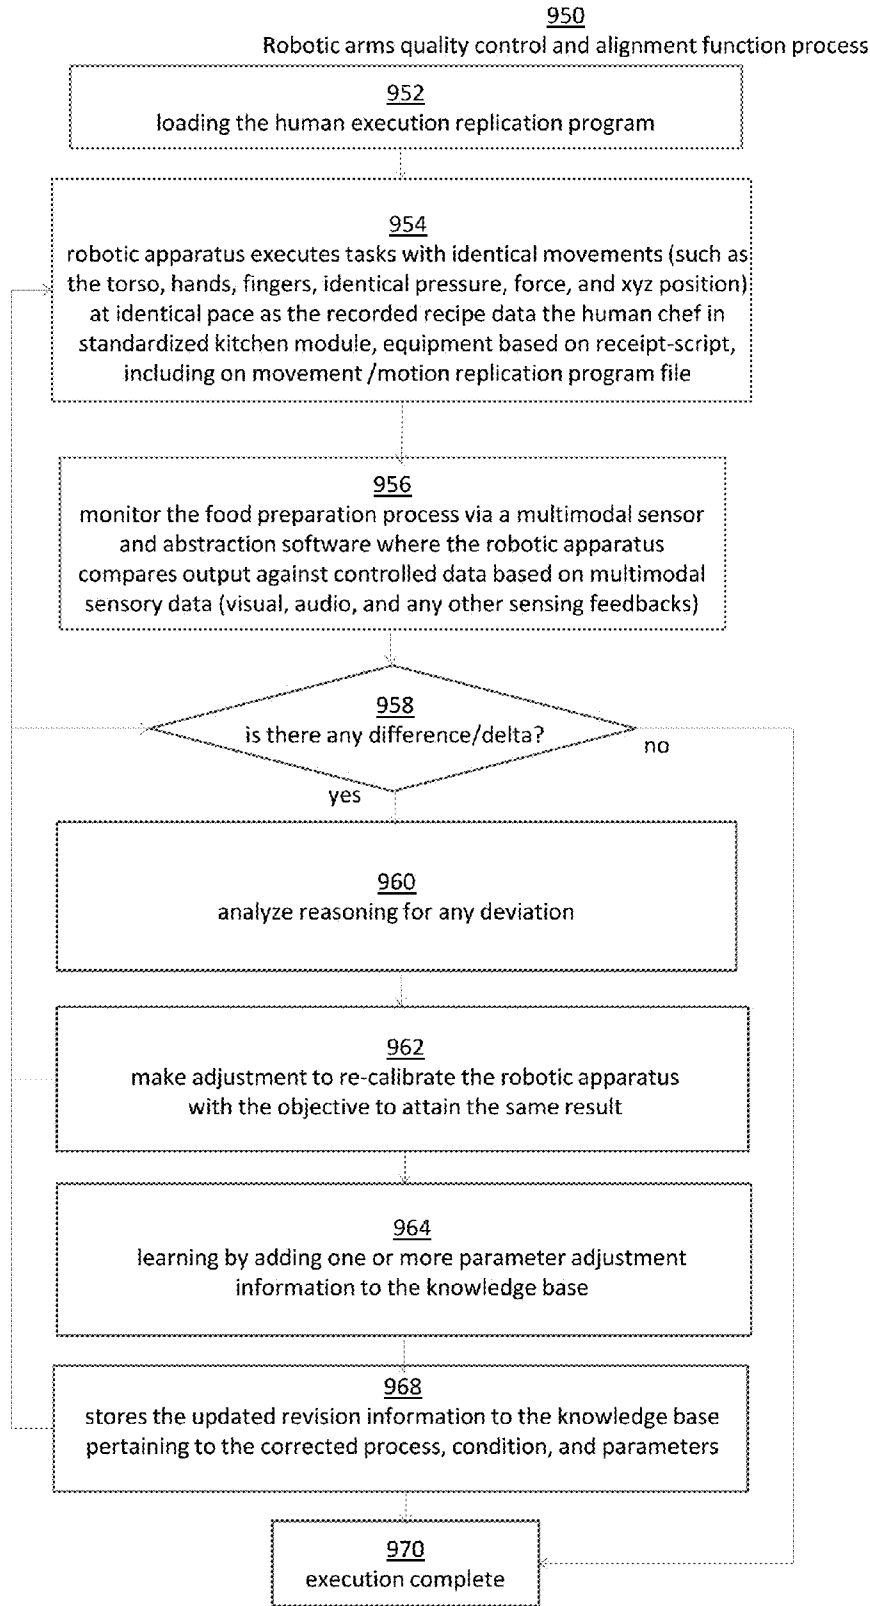 950
Robotic arms quality control and alignment function process
952
loading the human execution replication program
954
robotic apparatus executes tasks with identical movements (such as
the torso, hands, fingers, identical pressure, force, and xyz position)
at identical pace as the recorded recipe data the human chef in
standardized kitchen module, equipment based on receipt-script,
including on movement /motion replication program file
956
monitor the food preparation process via a multimodal sensor
and abstraction software where the robotic apparatus
compares output against controlled data based on multimodal
sensory data (visual, audio, and any other sensing feedbacks)
958
is there any difference/delta?
no
yes
960
analyze reasoning for any deviation
962
make adjustment to re-calibrate the robotic apparatus
with the objective to attain the same result
964
learning by adding one or more parameter adjustment
information to the knowledge base
968
stores the updated revision information to the knowledge base
pertaining to the corrected process, condition, and parameters
970
execution complete